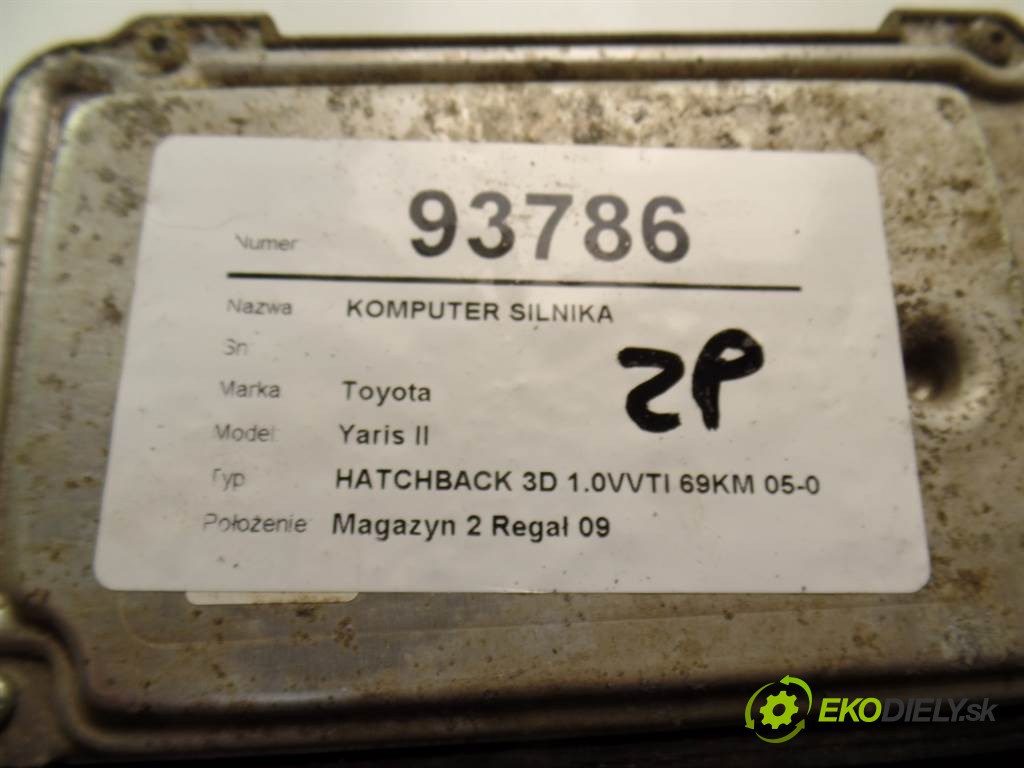 Numer 93786
Nazwa KOMPUTER SILNIKA
Sn
Marka Toyota
ZP
Model: Yaris II
Typ HATCHBACK 3D 1.0VVTI 69KM 05-0
Położenie: Magazyn 2 Regał 09
EKODIELY.sk